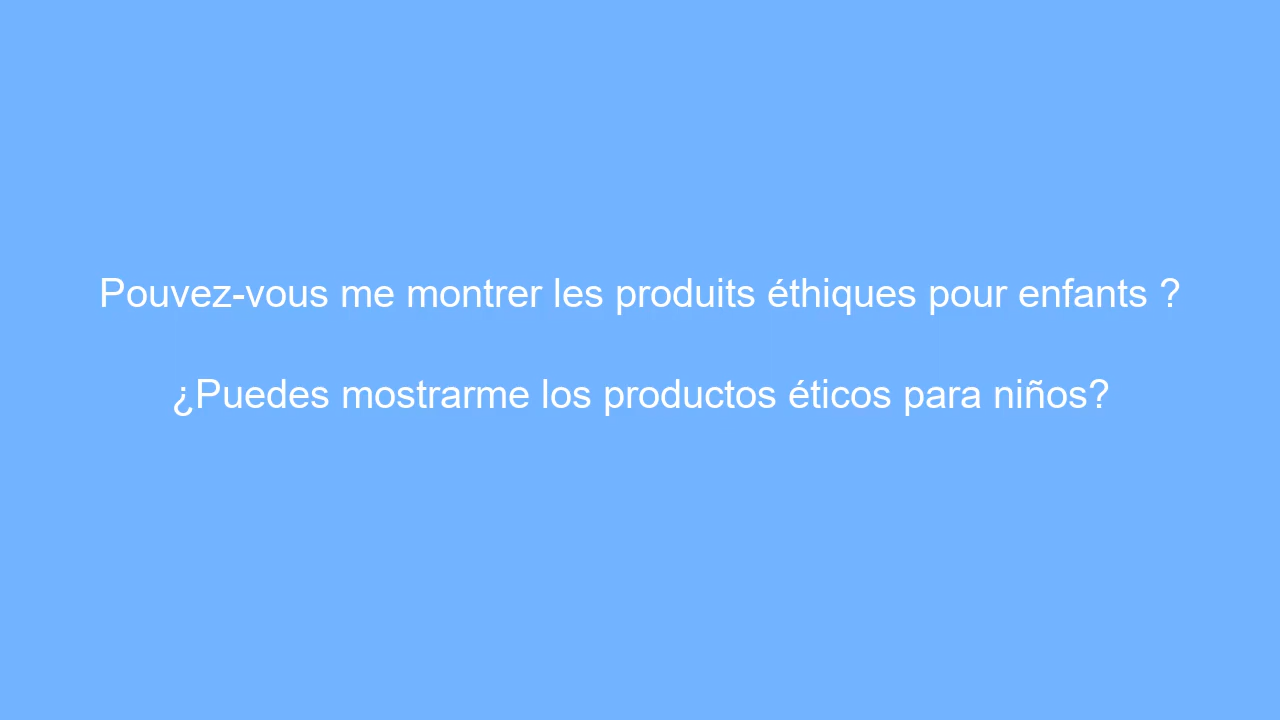 Pouvez-vous me montrer les produits éthiques pour enfants ?
¿Puedes mostrarme los productos éticos para niños?